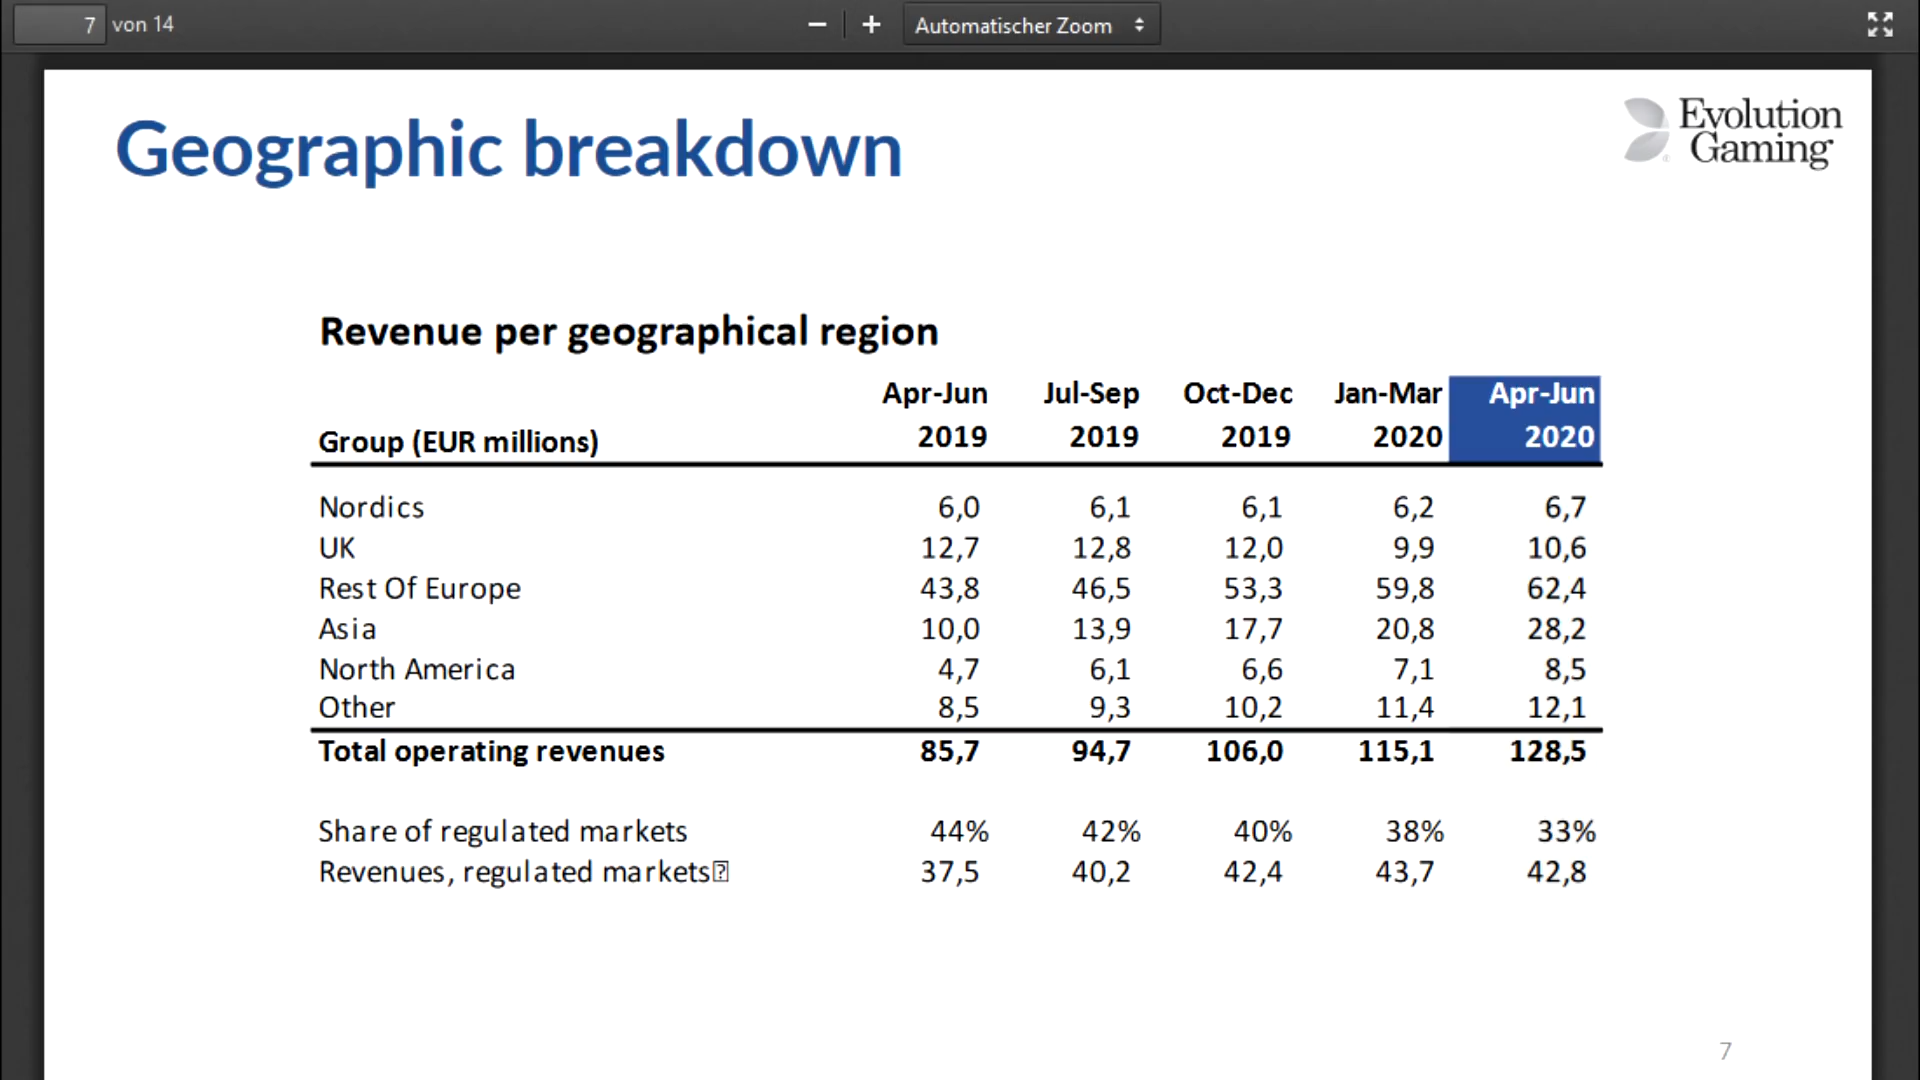 7 von 14 Automatischer Zoom
Geographic breakdown
Evolution
Gaming
Revenue per geographical region
Apr-Jun Jul-Sep Oct-Dec Jan-Mar Apr-Jun
Group (EUR millions) 2019 2019 2019 2020 2020
Nordics 6,0 6,1 6,1 6,2 6,7
UK 12,7 12,8 12,0 9,9 10,6
Rest Of Europe 43,8 46,5 53,3 59,8 62,4
Asia 10,0 13,9 17,7 20,8 28,2
North America 4,7 6,1 6,6 7,1 8,5
Other 8,5 9,3 10,2 11,4 12,1
Total operating revenues 85,7 94,7 106,0 115,1 128,5
Share of regulated markets 44% 42% 40% 38% 33%
Revenues, regulated markets⍰ 37,5 40,2 42,4 43,7 42,8
7